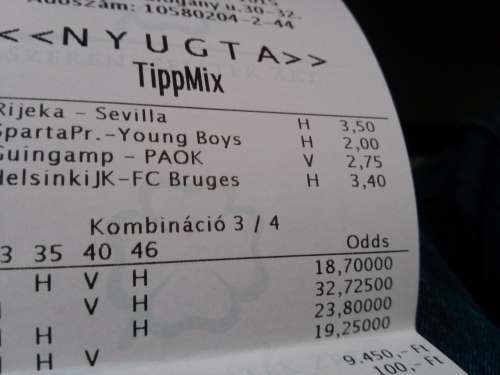 u.30-32.
Adószám: 10580204-2-44
<<NYUGTA>>
TippMix
Rijeka - Sevilla H 3,50
SpartaPr.-Young Boys H 2,00
Guingamp - PAOK V 2,75
HelsinkiJK-FC Bruges H 3,40
Kombináció 3 / 4
3 35 40 46 Odds
H V H 18,70000
V H 32,72500
H H 23,80000
H V 19,25000
9.450,- Ft
100,- Ft